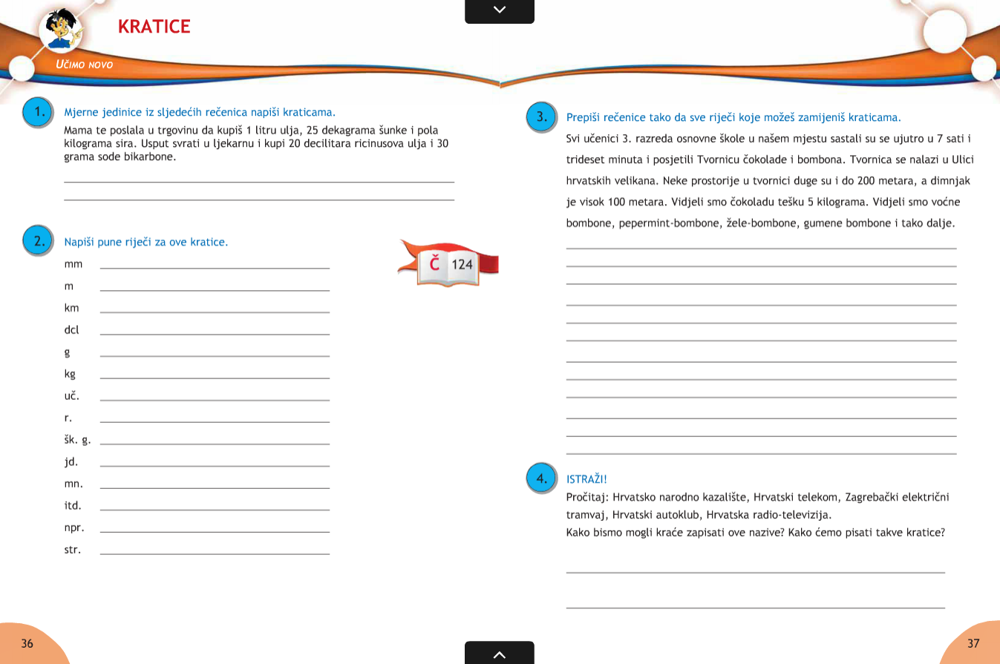 KRATICE
Učimo novo
1.
Mjerne jedinice iz sljedećih rečenica napiši kraticama.
Mama te poslala u trgovinu da kupiš 1 litru ulja, 25 dekagrama šunke i pola
kilograma sira. Usput svrati u ljekarnu i kupi 20 decilitara ricinusova ulja i 30
grama sode bikarbone.
2.
Napiši pune riječi za ove kratice.
mm
m
km
dcl
g
kg
uč.
r.
šk. g.
jd.
mn.
itd.
npr.
str.
Č 124
36
3.
Prepiši rečenice tako da sve riječi koje možeš zamijeniš kraticama.
Svi učenici 3. razreda osnovne škole u našem mjestu sastali su se ujutro u 7 sati i
trideset minuta i posjetili Tvornicu čokolade i bombona. Tvornica se nalazi u Ulici
hrvatskih velikana. Neke prostorije u tvornici duge su i do 200 metara, a dimnjak
je visok 100 metara. Vidjeli smo čokoladu tešku 5 kilograma. Vidjeli smo voćne
bombone, pepermint-bombone, žele-bombone, gumene bombone i tako dalje.
4.
ISTRAŽI!
Pročitaj: Hrvatsko narodno kazalište, Hrvatski telekom, Zagrebački električni
tramvaj, Hrvatski autoklub, Hrvatska radio-televizija.
Kako bismo mogli kraće zapisati ove nazive? Kako ćemo pisati takve kratice?
37